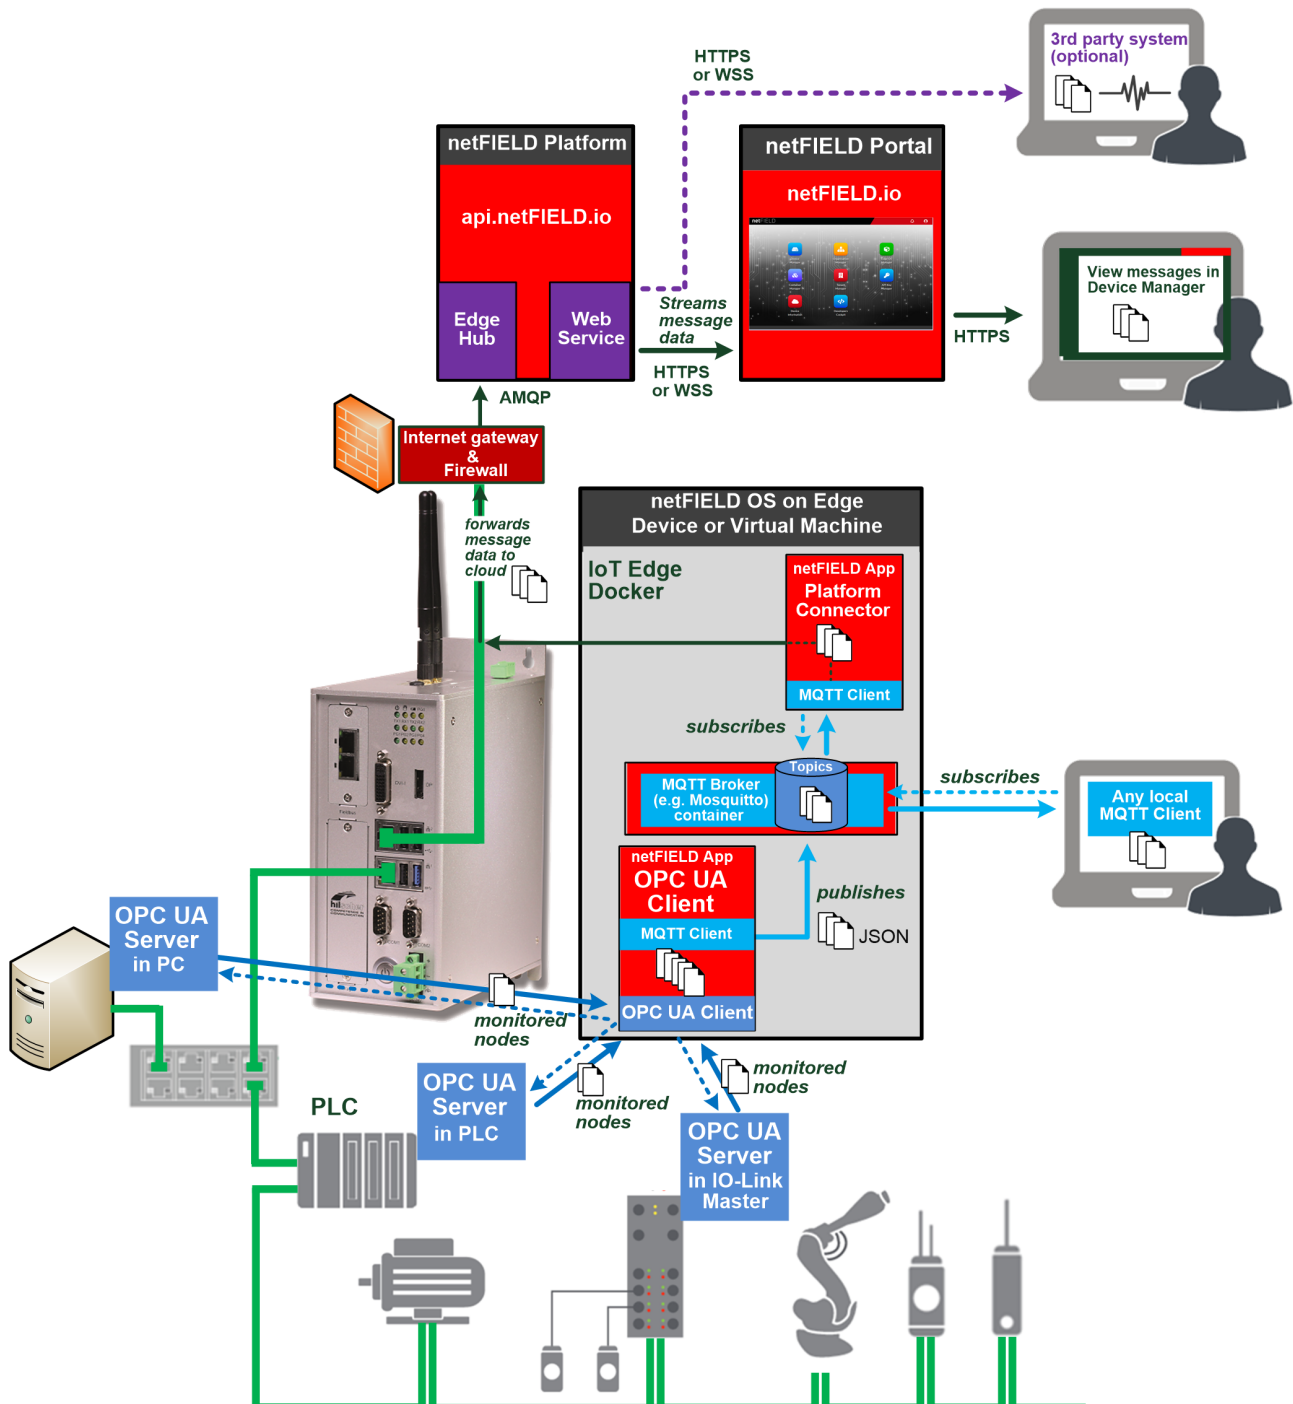 HTTPS
or WSS
3rd party system
(optional)
netFIELD Platform
api.netFIELD.io
Edge
Hub
Web
Service
netFIELD Portal
netFIELD.io
netFIELD
Streams
message
data
HTTPS
or WSS
HTTPS
View messages in
Device Manager
AMQP
Internet gateway
&
Firewall
forwards
message
data to
cloud
netFIELD OS on Edge
Device or Virtual Machine
IoT Edge
Docker
netFIELD App
Platform
Connector
MQTT Client
subscribes
Topics
MQTT Broker
(e.g. Mosquitto)
container
subscribes
Any local
MQTT Client
netFIELD App
OPC UA
Client
MQTT Client
OPC UA Client
publishes
JSON
OPC UA
Server
in PC
monitored
nodes
OPC UA
Server
in PLC
monitored
nodes
monitored
nodes
PLC
OPC UA
Server
in IO-Link
Master